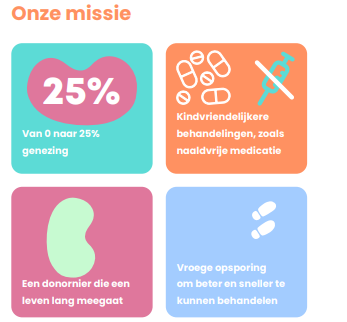 Onze missie
25%
Van 0 naar 25%
genezing
Kindvriendelijkere
behandelingen, zoals
naaldvrije medicatie
Een donornier die een
leven lang meegaat
Vroege opsporing
om beter en sneller te
kunnen behandelen